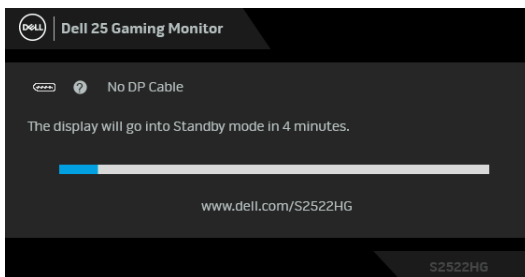 DELL
Dell 25 Gaming Monitor
No DP Cable
The display will go into Standby mode in 4 minutes.
www.dell.com/S2522HG
S2522HG